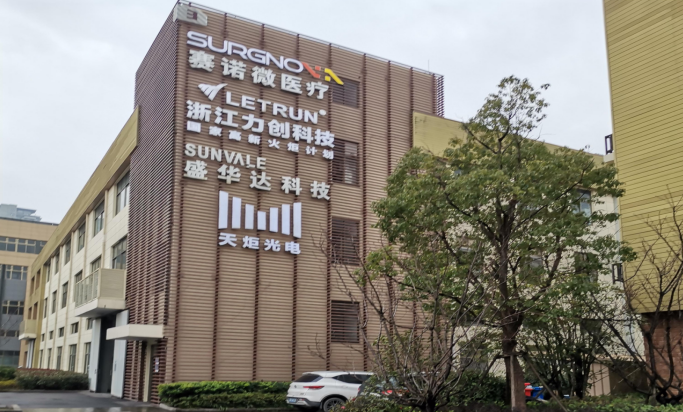 SURGNOVA
赛诺微医疗
LETRUN®
浙江力创科技
国家高新火炬计划
SUNVALE
盛华达科技
天炬光电